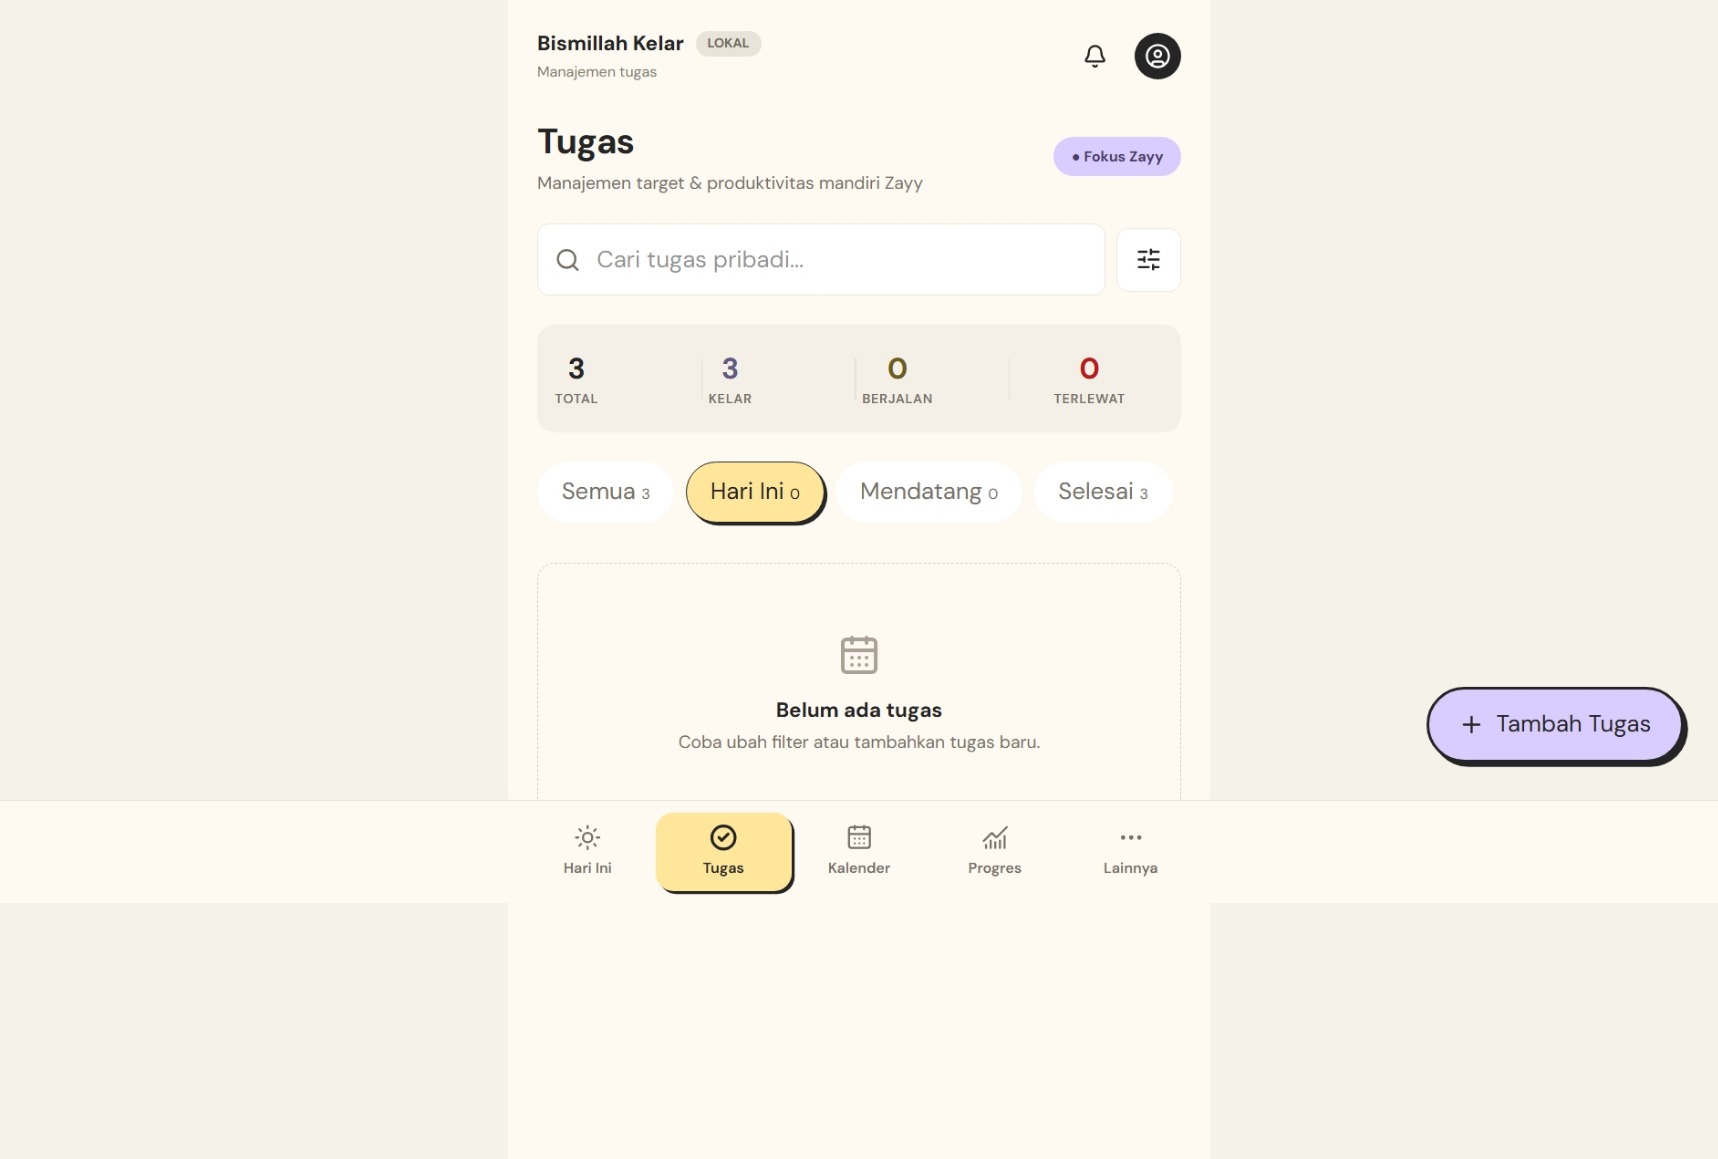 Bismillah Kelar LOKAL
Manajemen tugas
Tugas
Manajemen target & produktivitas mandiri Zayy
• Fokus Zayy
Cari tugas pribadi...
3 3 0 0
TOTAL KELAR BERJALAN TERLEWAT
Semua 3 Hari Ini 0 Mendatang 0 Selesai 3
Belum ada tugas
Coba ubah filter atau tambahkan tugas baru.
+ Tambah Tugas
Hari Ini Tugas Kalender Progres Lainnya